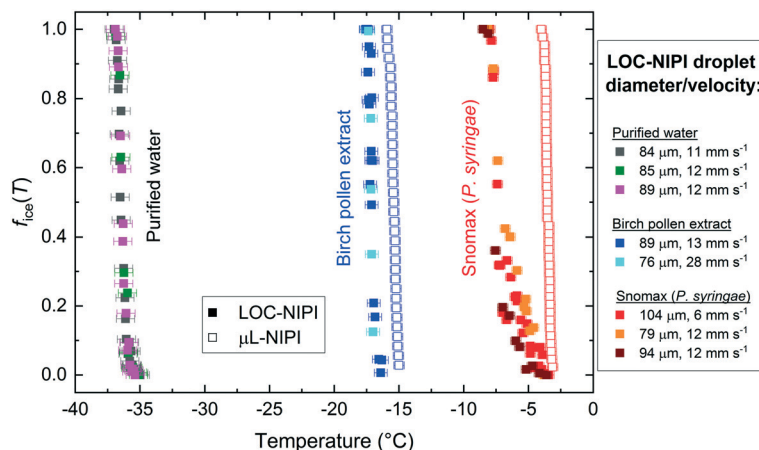 1.0
0.8
0.6
0.4
0.2
0.0
f_ice(T)
Purified water
Birch pollen extract
Snomax (P. syringae)
LOC-NIPI
μL-NIPI
-40 -35 -30 -25 -20 -15 -10 -5 0
Temperature (°C)
LOC-NIPI droplet
diameter/velocity:
Purified water
84 μm, 11 mm s⁻¹
85 μm, 12 mm s⁻¹
89 μm, 12 mm s⁻¹
Birch pollen extract
89 μm, 13 mm s⁻¹
76 μm, 28 mm s⁻¹
Snomax (P. syringae)
104 μm, 6 mm s⁻¹
79 μm, 12 mm s⁻¹
94 μm, 12 mm s⁻¹